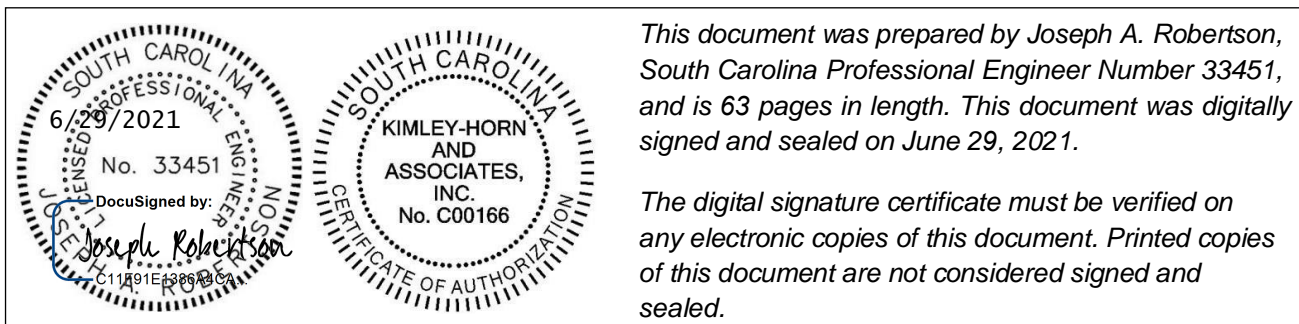 SOUTH CAROLINA
LICENSED PROFESSIONAL ENGINEER
6/29/2021
No. 33451
DocuSigned by:
Joseph Robertson
C11F91E1386A4CA...
JOSEPH A. ROBERTSON
SOUTH CAROLINA
KIMLEY-HORN
AND
ASSOCIATES,
INC.
No. C00166
CERTIFICATE OF AUTHORIZATION
This document was prepared by Joseph A. Robertson,
South Carolina Professional Engineer Number 33451,
and is 63 pages in length. This document was digitally
signed and sealed on June 29, 2021.
The digital signature certificate must be verified on
any electronic copies of this document. Printed copies
of this document are not considered signed and
sealed.